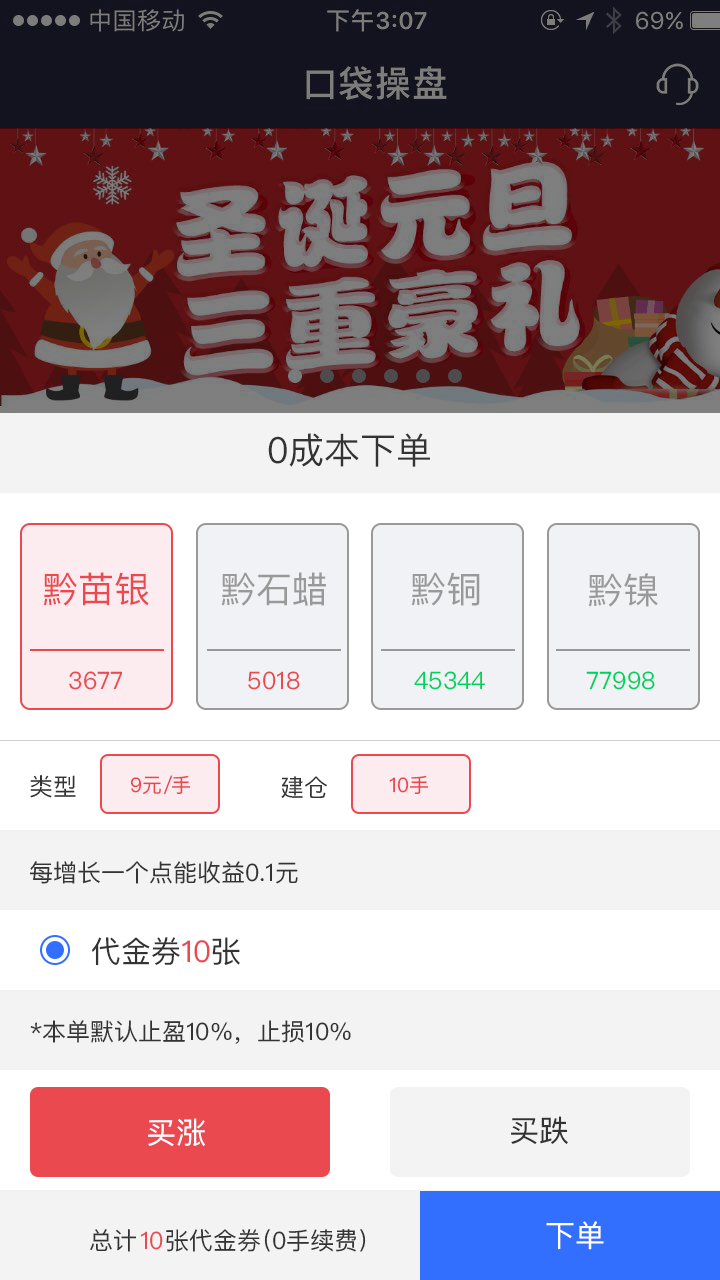 中国移动 下午3:07 69%
口袋操盘
圣诞元旦
三重豪礼
0成本下单
黔苗银 黔石蜡 黔铜 黔镍
3677 5018 45344 77998
类型 9元/手 建仓 10手
每增长一个点能收益0.1元
代金券10张
*本单默认止盈10%，止损10%
买涨 买跌
总计10张代金券(0手续费) 下单